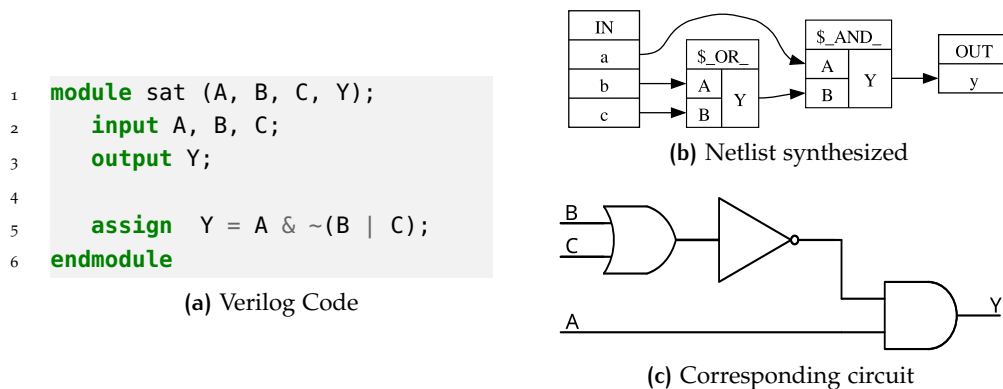 1 module sat (A, B, C, Y);
2 input A, B, C;
3 output Y;
4
5 assign Y = A & ~(B | C);
6 endmodule
(a) Verilog Code
IN
a
b
c
$_OR_
A
B
Y
$_AND_
A
B
Y
OUT
y
(b) Netlist synthesized
B
C
A
Y
(c) Corresponding circuit